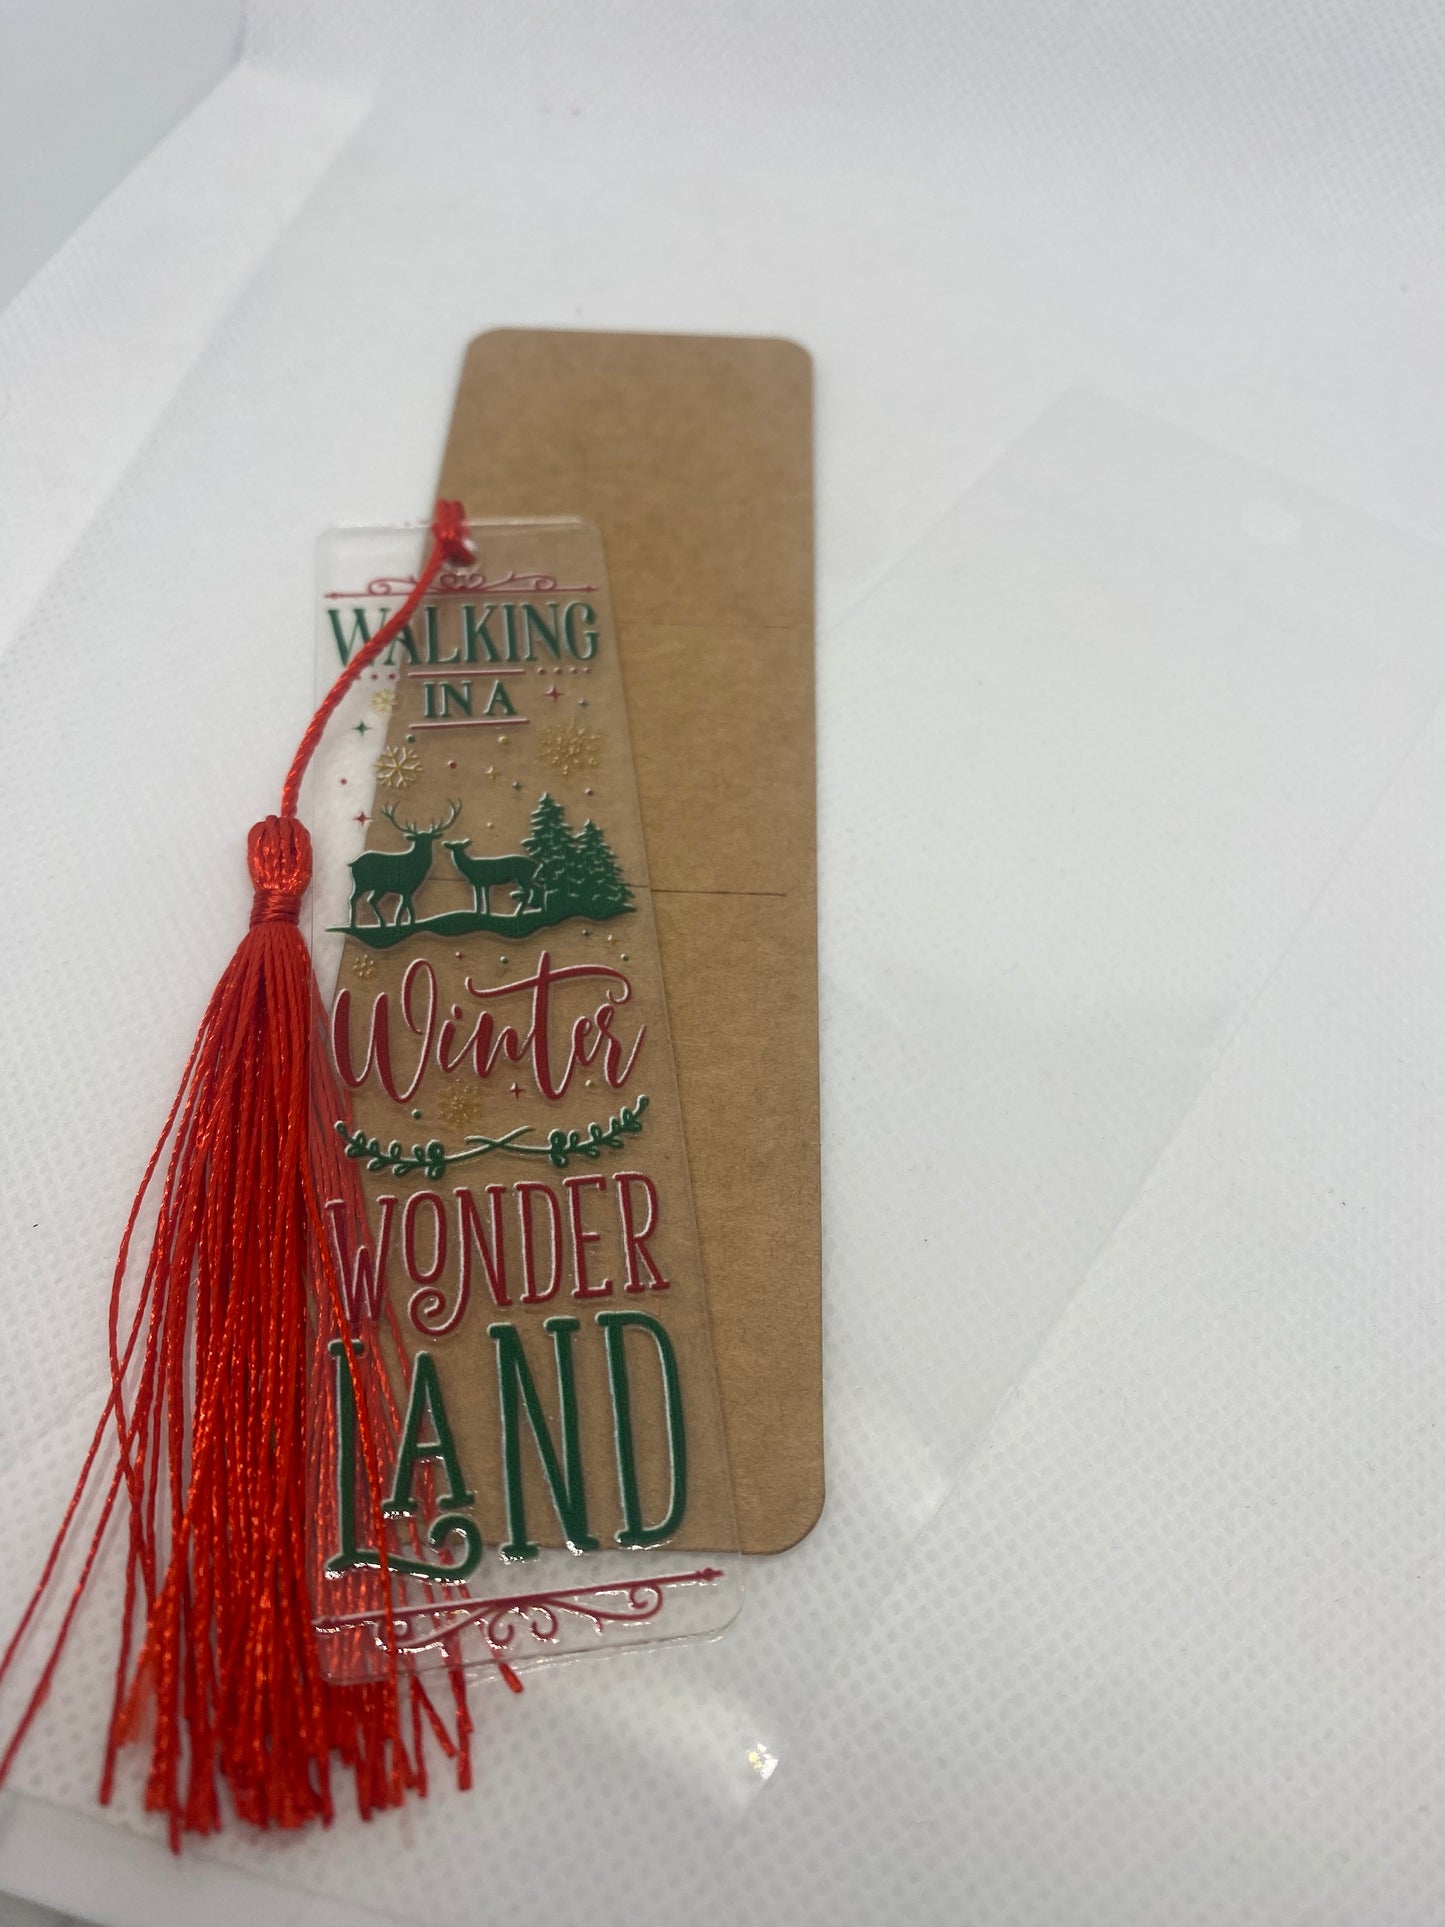 WALKING
IN A
Winter
WONDER
LAND